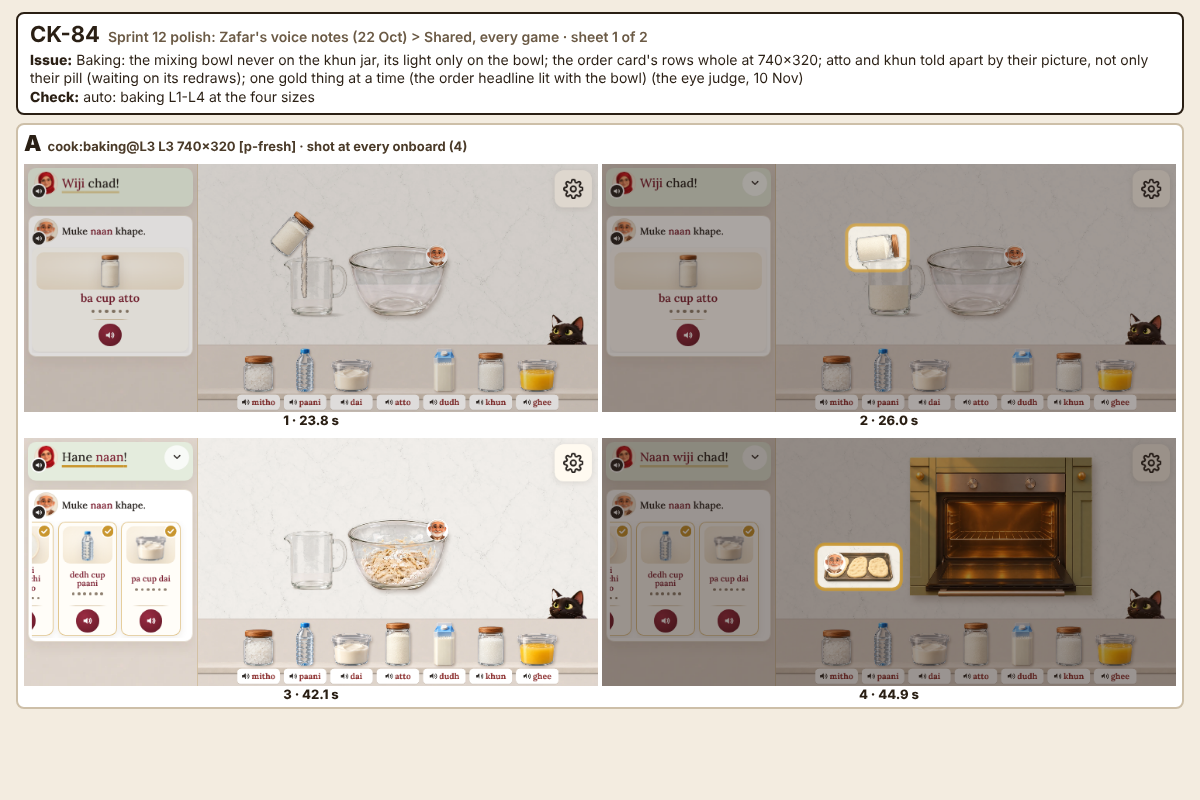 CK-84 Sprint 12 polish: Zafar's voice notes (22 Oct) > Shared, every game · sheet 1 of 2
Issue: Baking: the mixing bowl never on the khun jar, its light only on the bowl; the order card's rows whole at 740×320; atto and khun told apart by their picture, not only
their pill (waiting on its redraws); one gold thing at a time (the order headline lit with the bowl) (the eye judge, 10 Nov)
Check: auto: baking L1-L4 at the four sizes
A cook:baking@L3 L3 740×320 [p-fresh] · shot at every onboard (4)
Wiji chad!
Muke naan khape.
ba cup atto
mitho paani dai atto dudh khun ghee
1 · 23.8 s
Wiji chad!
Muke naan khape.
ba cup atto
mitho paani dai atto dudh khun ghee
2 · 26.0 s
Hane naan!
Muke naan khape.
dedh cup
paani
pa cup dai
mitho paani dai atto dudh khun ghee
3 · 42.1 s
Naan wiji chad!
Muke naan khape.
dedh cup
paani
pa cup dai
mitho paani dai atto dudh khun ghee
4 · 44.9 s